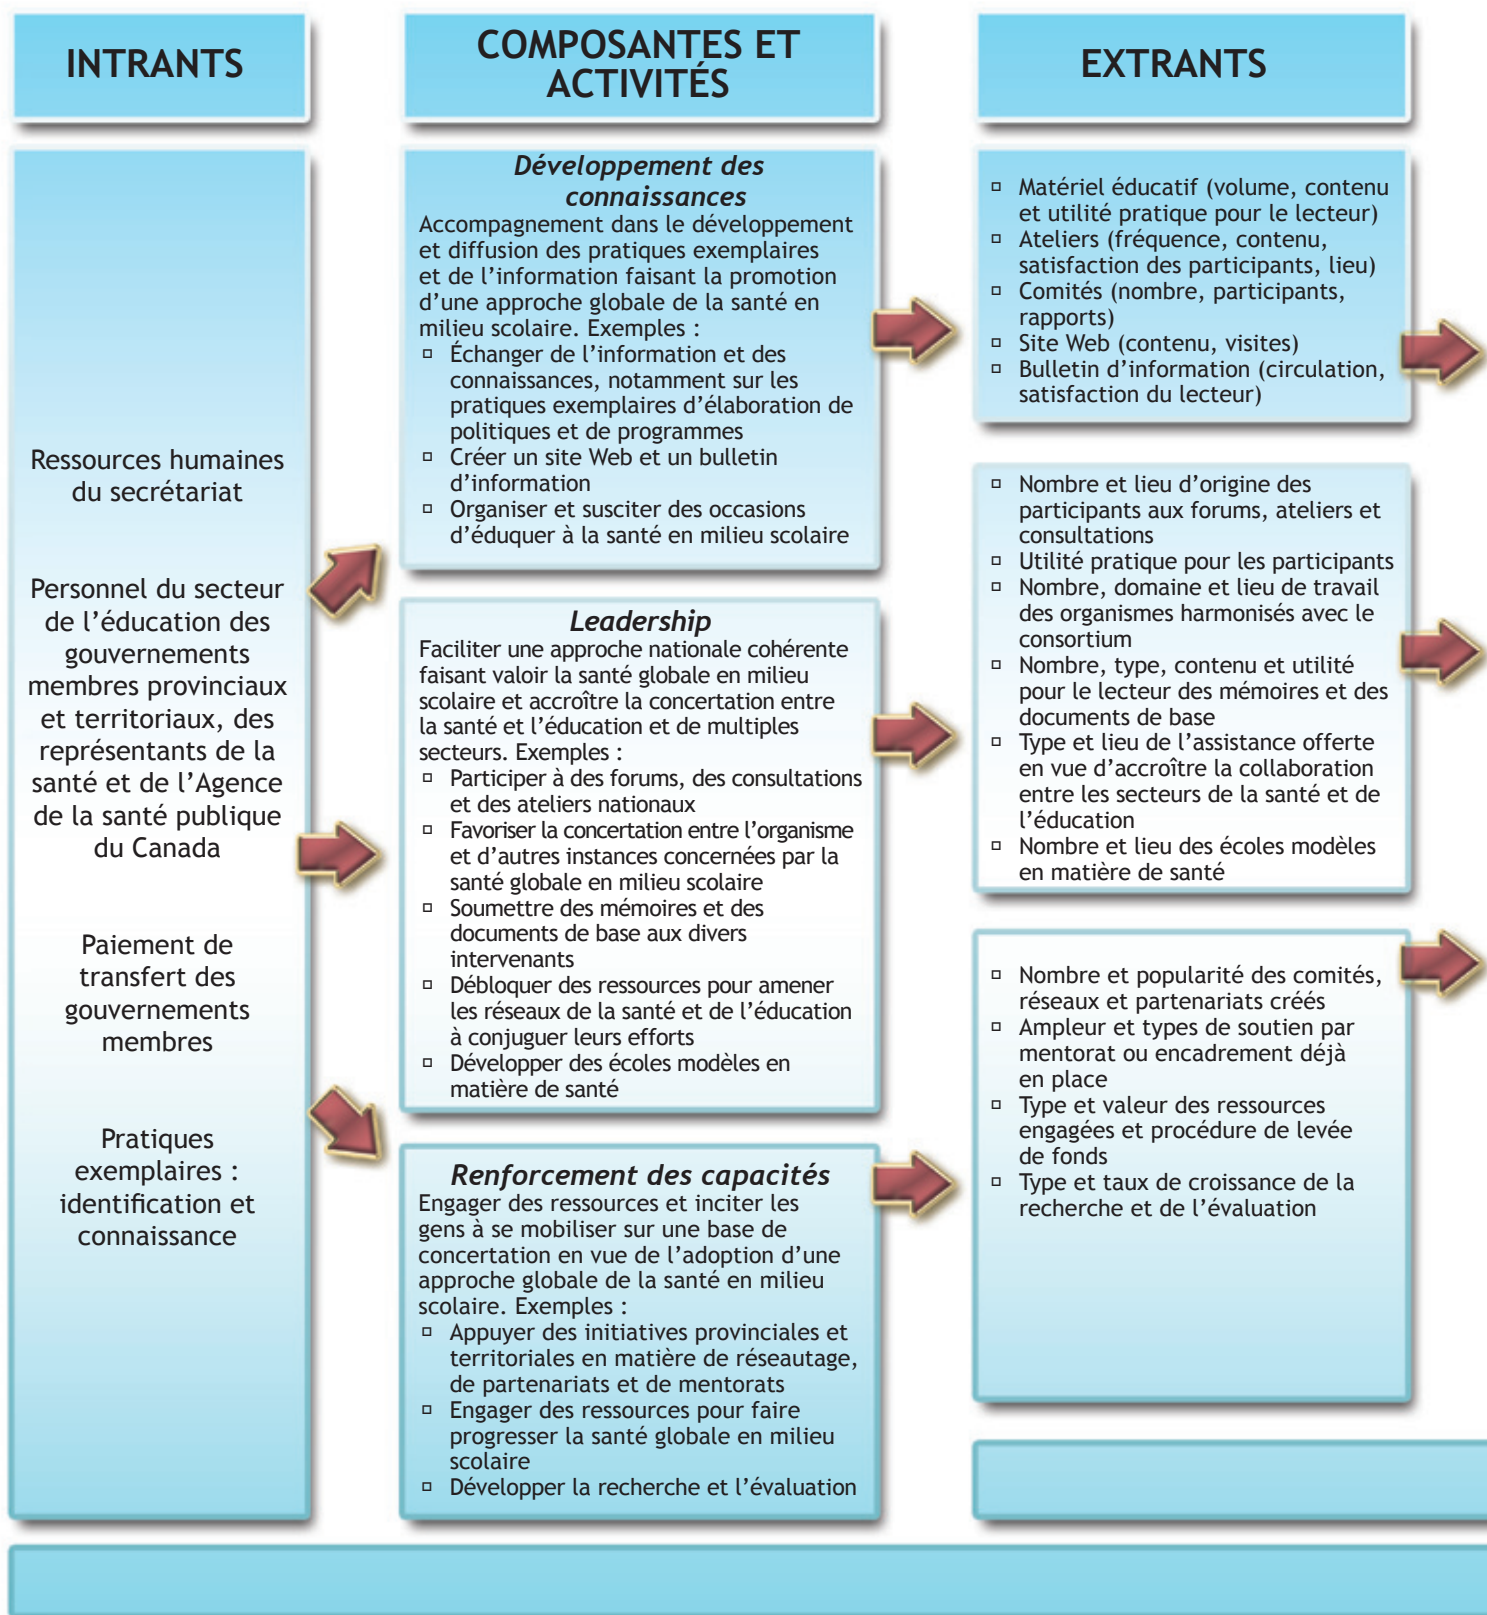 INTRANTS
Ressources humaines
du secrétariat
Personnel du secteur
de l’éducation des
gouvernements
membres provinciaux
et territoriaux, des
représentants de la
santé et de l’Agence
de la santé publique
du Canada
Paiement de
transfert des
gouvernements
membres
Pratiques
exemplaires :
identification et
connaissance
COMPOSANTES ET
ACTIVITÉS
Développement des
connaissances
Accompagnement dans le développement
et diffusion des pratiques exemplaires
et de l’information faisant la promotion
d’une approche globale de la santé en
milieu scolaire. Exemples :
▫ Échanger de l’information et des
connaissances, notamment sur les
pratiques exemplaires d’élaboration de
politiques et de programmes
▫ Créer un site Web et un bulletin
d’information
▫ Organiser et susciter des occasions
d’éduquer à la santé en milieu scolaire
Leadership
Faciliter une approche nationale cohérente
faisant valoir la santé globale en milieu
scolaire et accroître la concertation entre
la santé et l’éducation et de multiples
secteurs. Exemples :
▫ Participer à des forums, des consultations
et des ateliers nationaux
▫ Favoriser la concertation entre l’organisme
et d’autres instances concernées par la
santé globale en milieu scolaire
▫ Soumettre des mémoires et des
documents de base aux divers
intervenants
▫ Débloquer des ressources pour amener
les réseaux de la santé et de l’éducation
à conjuguer leurs efforts
▫ Développer des écoles modèles en
matière de santé
Renforcement des capacités
Engager des ressources et inciter les
gens à se mobiliser sur une base de
concertation en vue de l’adoption d’une
approche globale de la santé en milieu
scolaire. Exemples :
▫ Appuyer des initiatives provinciales et
territoriales en matière de réseautage,
de partenariats et de mentorats
▫ Engager des ressources pour faire
progresser la santé globale en milieu
scolaire
▫ Développer la recherche et l’évaluation
EXTRANTS
▫ Matériel éducatif (volume, contenu
et utilité pratique pour le lecteur)
▫ Ateliers (fréquence, contenu,
satisfaction des participants, lieu)
▫ Comités (nombre, participants,
rapports)
▫ Site Web (contenu, visites)
▫ Bulletin d’information (circulation,
satisfaction du lecteur)
▫ Nombre et lieu d’origine des
participants aux forums, ateliers et
consultations
▫ Utilité pratique pour les participants
▫ Nombre, domaine et lieu de travail
des organismes harmonisés avec le
consortium
▫ Nombre, type, contenu et utilité
pour le lecteur des mémoires et des
documents de base
▫ Type et lieu de l’assistance offerte
en vue d’accroître la collaboration
entre les secteurs de la santé et de
l’éducation
▫ Nombre et lieu des écoles modèles
en matière de santé
▫ Nombre et popularité des comités,
réseaux et partenariats créés
▫ Ampleur et types de soutien par
mentorat ou encadrement déjà
en place
▫ Type et valeur des ressources
engagées et procédure de levée
de fonds
▫ Type et taux de croissance de la
recherche et de l’évaluation